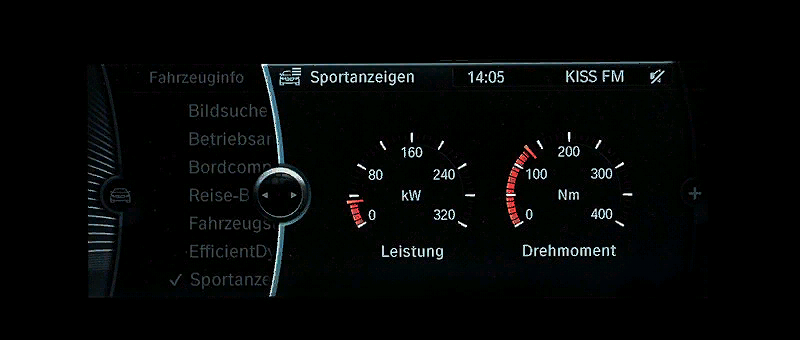 Fahrzeuginfo
Sportanzeigen 14:05 KISS FM
Bildsuche
Betriebsan
Bordcomp
Reise-B
Fahrzeugs
EfficientDy
Sportanze
0 80 160 240 320
kW
Leistung
0 100 200 300 400
Nm
Drehmoment